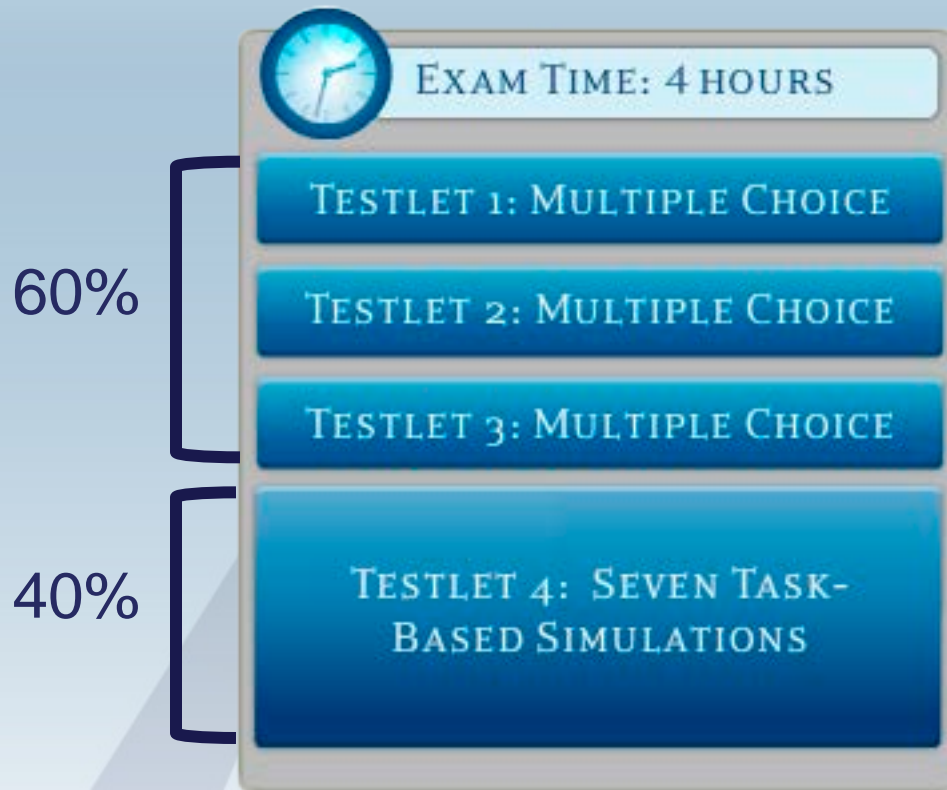 Exam Time: 4 hours
Testlet 1: Multiple Choice
60%
Testlet 2: Multiple Choice
Testlet 3: Multiple Choice
40%
Testlet 4: Seven Task-
Based Simulations